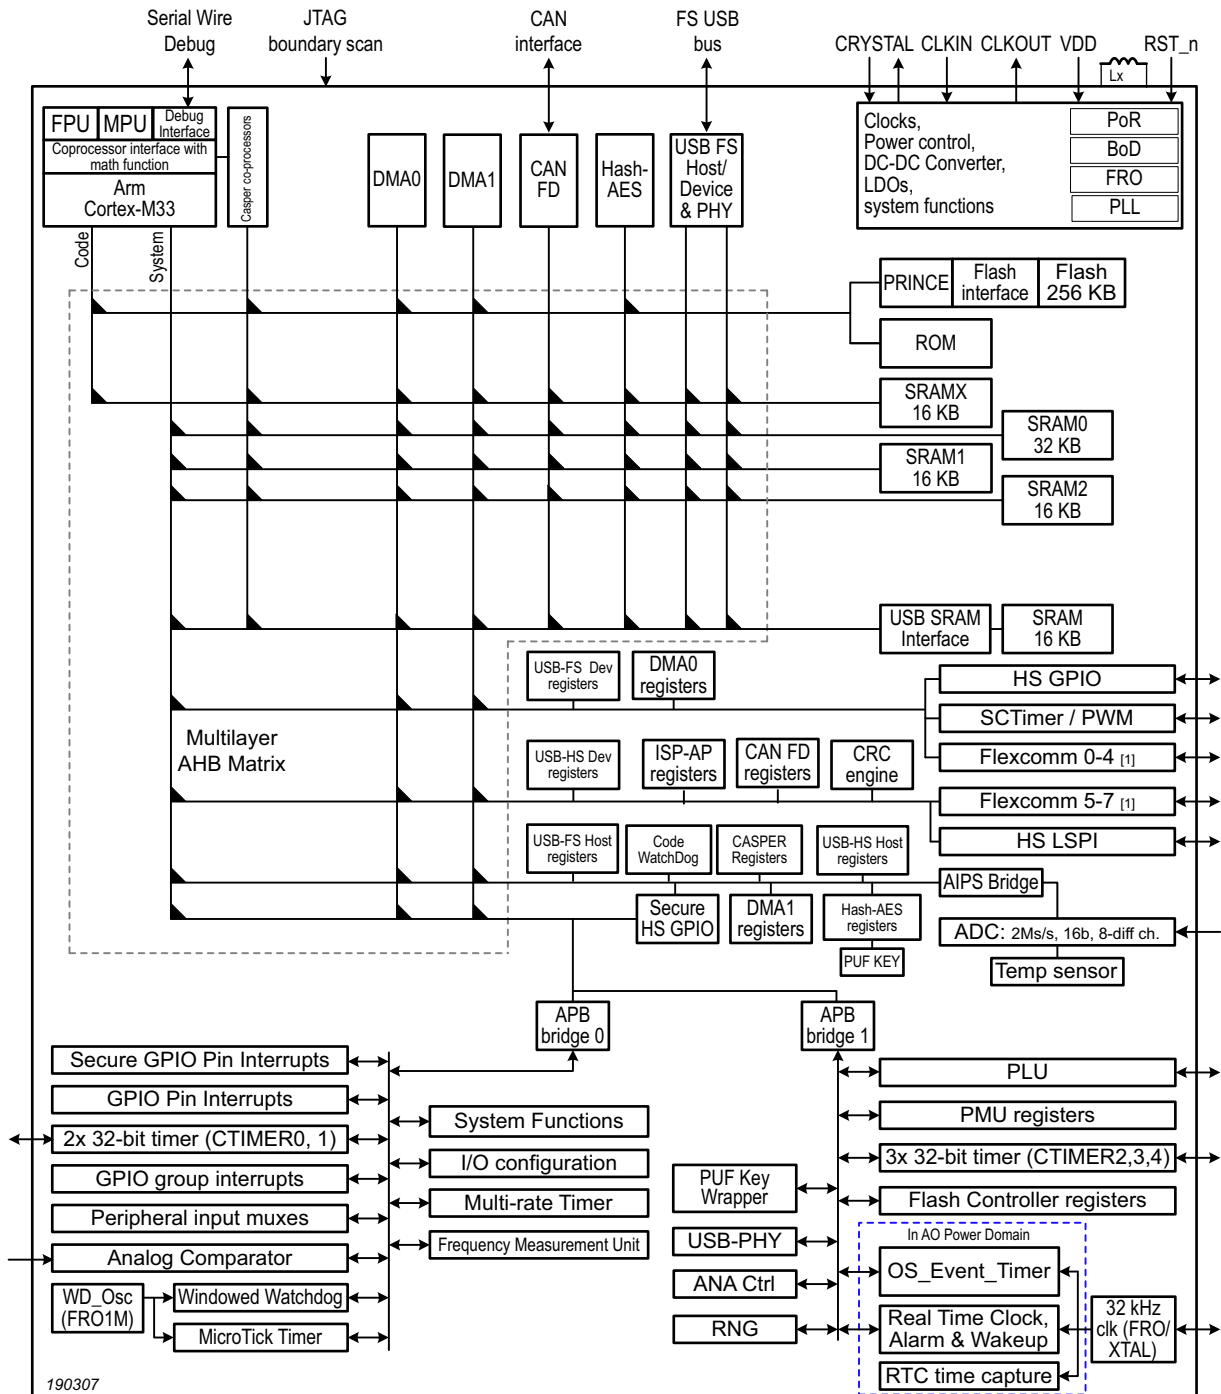 Serial Wire
Debug
JTAG
boundary scan
CAN
interface
FS USB
bus
CRYSTAL
CLKIN
CLKOUT
VDD
RST_n
Lx
FPU
MPU
Debug
Interface
Coprocessor interface with
math function
Arm
Cortex-M33
Casper co-processors
DMA0
DMA1
CAN
FD
Hash-
AES
USB FS
Host/
Device
& PHY
Clocks,
Power control,
DC-DC Converter,
LDOs,
system functions
PoR
BoD
FRO
PLL
Code
System
PRINCE
Flash
interface
Flash
256 KB
ROM
SRAMX
16 KB
SRAM0
32 KB
SRAM1
16 KB
SRAM2
16 KB
USB SRAM
Interface
SRAM
16 KB
USB-FS Dev
registers
DMA0
registers
HS GPIO
SCTimer / PWM
Flexcomm 0-4 [1]
Multilayer
AHB Matrix
USB-HS Dev
registers
ISP-AP
registers
CAN FD
registers
CRC
engine
Flexcomm 5-7 [1]
HS LSPI
USB-FS Host
registers
Code
WatchDog
CASPER
Registers
USB-HS Host
registers
AIPS Bridge
Secure
HS GPIO
DMA1
registers
Hash-AES
registers
PUF KEY
ADC: 2Ms/s, 16b, 8-diff ch.
Temp sensor
APB
bridge 0
APB
bridge 1
Secure GPIO Pin Interrupts
GPIO Pin Interrupts
2x 32-bit timer (CTIMER0, 1)
GPIO group interrupts
Peripheral input muxes
Analog Comparator
WD_Osc
(FRO1M)
Windowed Watchdog
MicroTick Timer
System Functions
I/O configuration
Multi-rate Timer
Frequency Measurement Unit
PUF Key
Wrapper
USB-PHY
ANA Ctrl
RNG
PLU
PMU registers
3x 32-bit timer (CTIMER2,3,4)
Flash Controller registers
In AO Power Domain
OS_Event_Timer
Real Time Clock,
Alarm & Wakeup
RTC time capture
32 kHz
clk (FRO/
XTAL)
190307